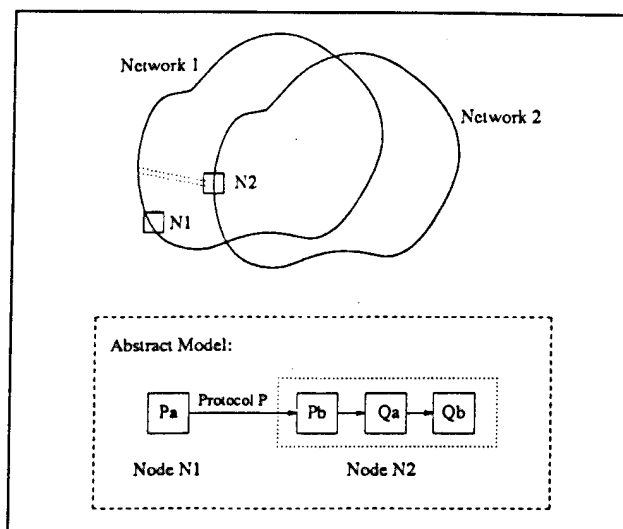 Network 1
Network 2
N2
N1
Abstract Model:
Protocol P
Pa
Pb
Qa
Qb
Node N1
Node N2